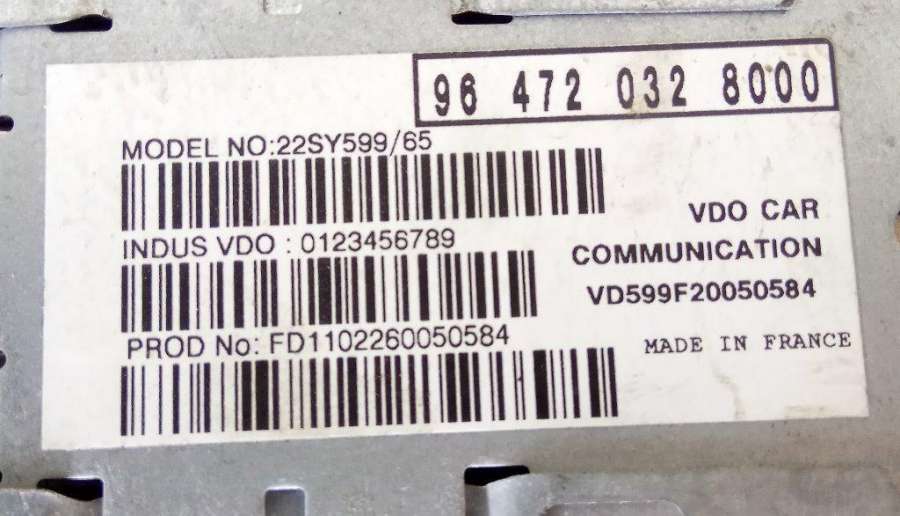 96 472 032 8000
MODEL NO:22SY599/65
VDO CAR
INDUS VDO : 0123456789
COMMUNICATION
VD599F20050584
PROD No: FD1102260050584
MADE IN FRANCE